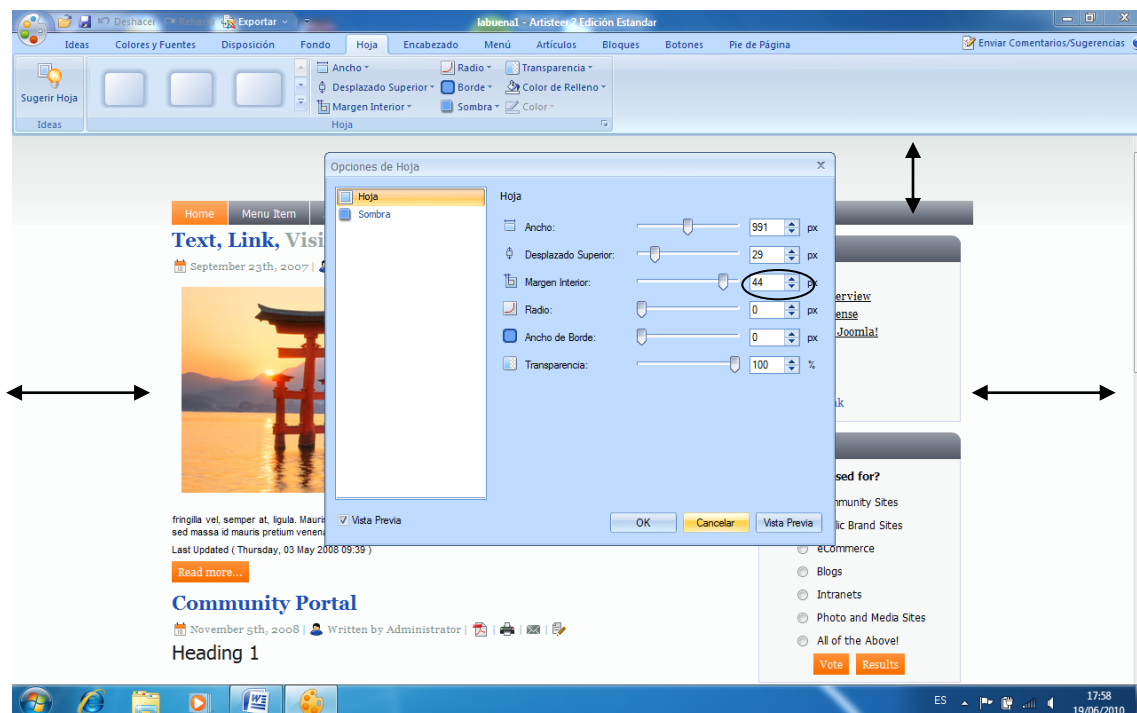 Deshacer Rehacer Exportar labuena1 - Artisteer 2 Edición Estandar
Ideas Colores y Fuentes Disposición Fondo Hoja Encabezado Menú Artículos Bloques Botones Pie de Página Enviar Comentarios/Sugerencias
Ancho Radio Transparencia
Sugerir Hoja Desplazado Superior Borde Color de Relleno
Margen Interior Sombra Color
Ideas Hoja
Opciones de Hoja x
Hoja Hoja
Sombra
Ancho: 991 px
Desplazado Superior: 29 px
Margen Interior: 44 px
Radio: 0 px
Ancho de Borde: 0 px
Transparencia: 100 %
Vista Previa OK Cancelar Vista Previa
Home Menu Item
Text, Link, Visi
September 23th, 2007 |
erview
ense
Joomla!
nk
sed for?
mmunity Sites
lic Brand Sites
eCommerce
Blogs
Intranets
Photo and Media Sites
All of the Above!
Vote Results
fringilla vel, semper at, ligula. Mauris
sed massa id mauris pretium venena
Last Updated ( Thursday, 03 May 2008 09:39 )
Read more...
Community Portal
November 5th, 2008 | Written by Administrator | | | |
Heading 1
ES 17:58
19/06/2010